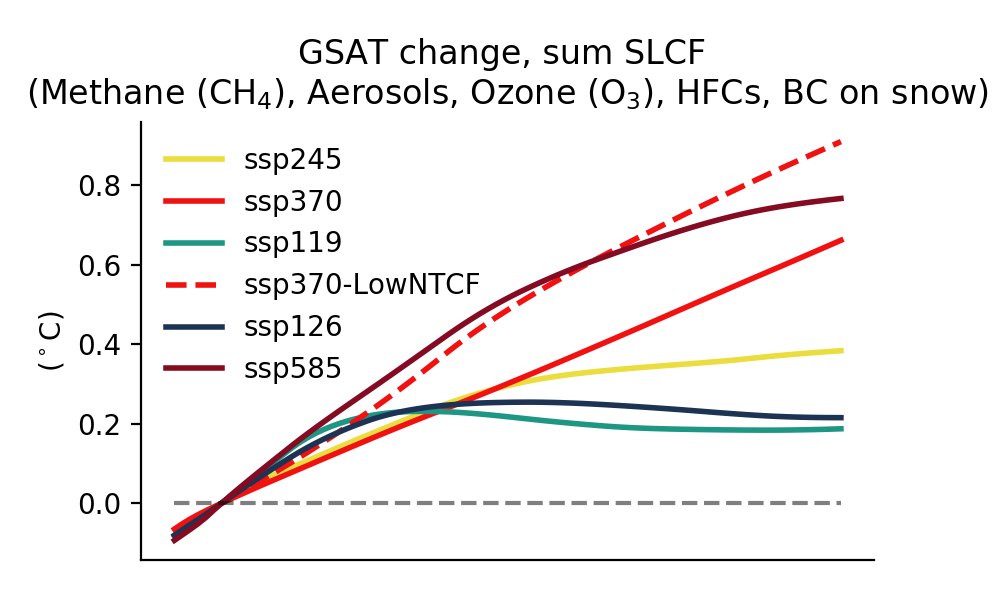 GSAT change, sum SLCF
(Methane (CH₄), Aerosols, Ozone (O₃), HFCs, BC on snow)
ssp245
ssp370
ssp119
ssp370-LowNTCF
ssp126
ssp585
(°C)
0.8
0.6
0.4
0.2
0.0